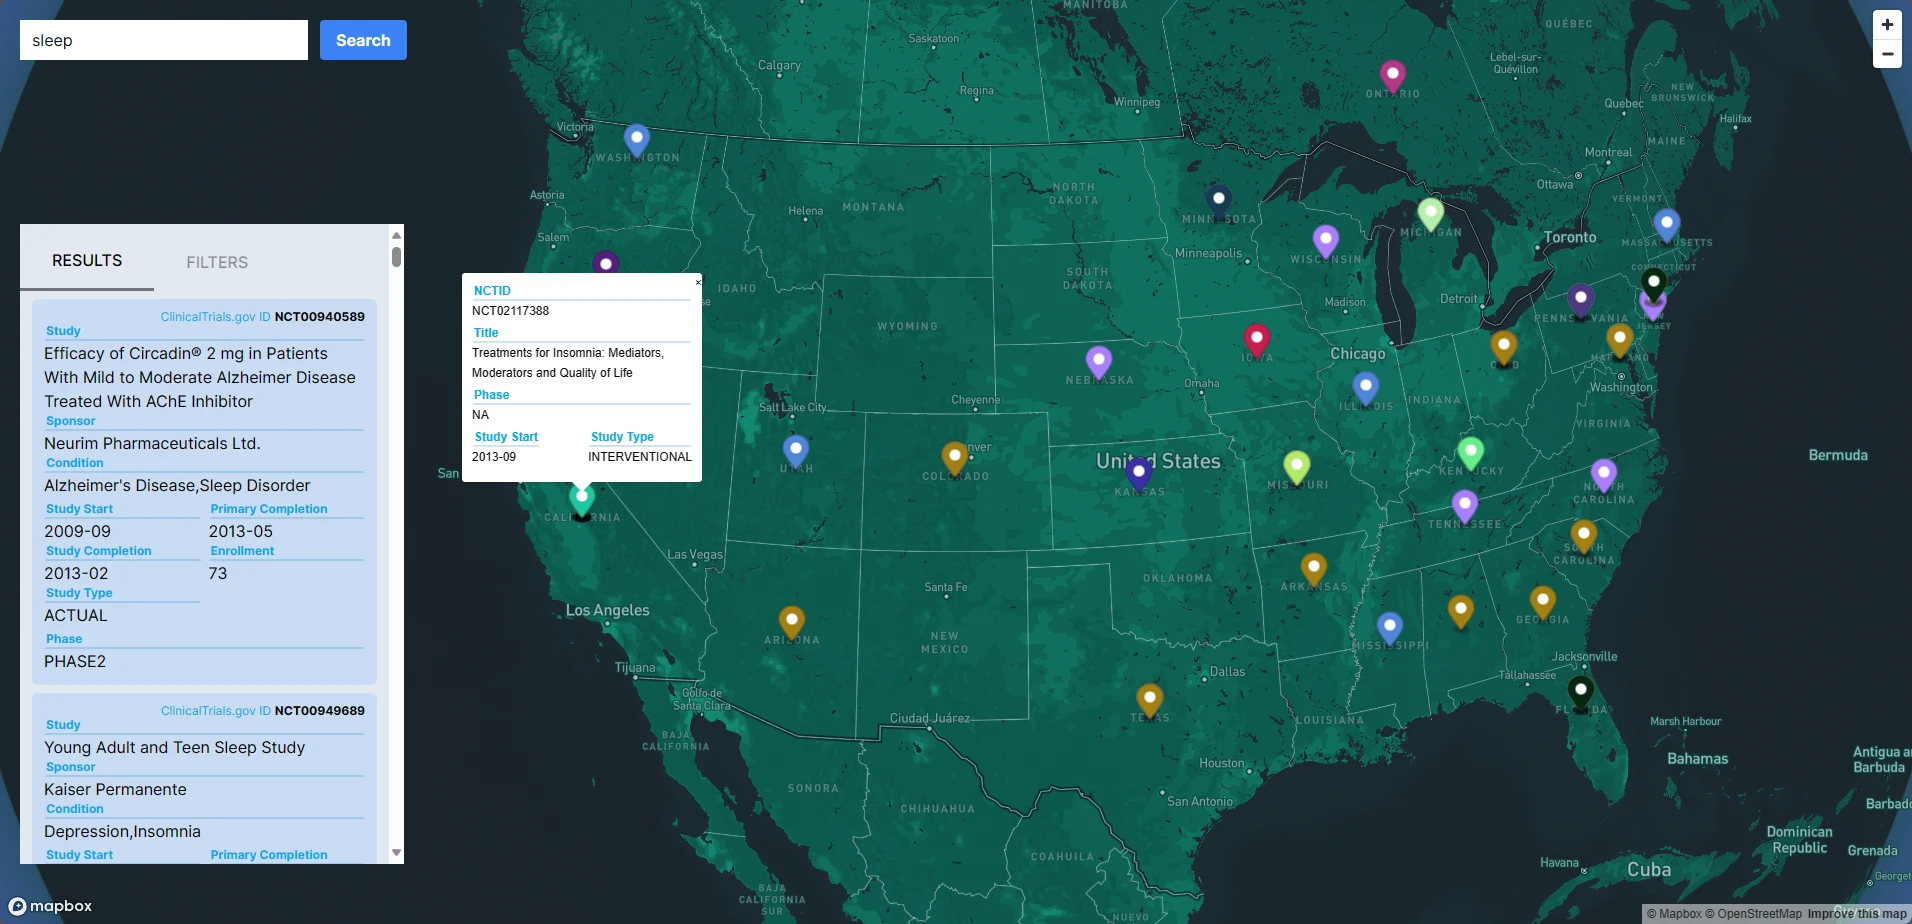 sleep
Search
RESULTS
FILTERS
ClinicalTrials.gov ID NCT00940589
Study
Efficacy of Circadin® 2 mg in Patients
With Mild to Moderate Alzheimer Disease
Treated With AChE Inhibitor
Sponsor
Neurim Pharmaceuticals Ltd.
Condition
Alzheimer's Disease,Sleep Disorder
Study Start
Primary Completion
2009-09
2013-05
Study Completion
Enrollment
2013-02
73
Study Type
ACTUAL
Phase
PHASE2
ClinicalTrials.gov ID NCT00949689
Study
Young Adult and Teen Sleep Study
Sponsor
Kaiser Permanente
Condition
Depression,Insomnia
Study Start
Primary Completion
mapbox
×
NCTID
NCT02117388
Title
Treatments for Insomnia: Mediators,
Moderators and Quality of Life
Phase
NA
Study Start
Study Type
2013-09
INTERVENTIONAL
+
−
MANITOBA
QUÉBEC
Saskatoon
Calgary
Lebel-sur-
Quévillon
Regina
Winnipeg
ONTARIO
NEW
BRUNSWICK
Quebec
Halifax
Victoria
WASHINGTON
MAINE
Montreal
Ottawa
Astoria
Helena
MONTANA
NORTH
DAKOTA
VERMONT
Salem
Minneapolis
WISCONSIN
MICHIGAN
Toronto
MASSACHUSETTS
CONNECTICUT
IDAHO
SOUTH
DAKOTA
Madison
Detroit
WYOMING
PENNSYLVANIA
JERSEY
Chicago
NEBRASKA
Omaha
Washington
Salt Lake City
Cheyenne
ILLINOIS
INDIANA
VIRGINIA
UTAH
COLORADO
United States
KANSAS
KENTUCKY
Bermuda
San
NORTH
CAROLINA
TENNESSEE
Las Vegas
SOUTH
CAROLINA
Santa Fe
OKLAHOMA
ARKANSAS
Los Angeles
ARIZONA
NEW
MEXICO
GEORGIA
MISSISSIPPI
Jacksonville
Tijuana
Dallas
Tallahassee
Golfo de
Santa Clara
TEXAS
Ciudad Juárez
LOUISIANA
Marsh Harbour
BAJA
CALIFORNIA
Houston
Bahamas
Antigua
Barbuda
SONORA
San Antonio
CHIHUAHUA
Dominican
Republic
Grenada
COAHUILA
Havana
Cuba
BAJA
CALIFORNIA
SUR
NUEVO
© Mapbox © OpenStreetMap Improve this map